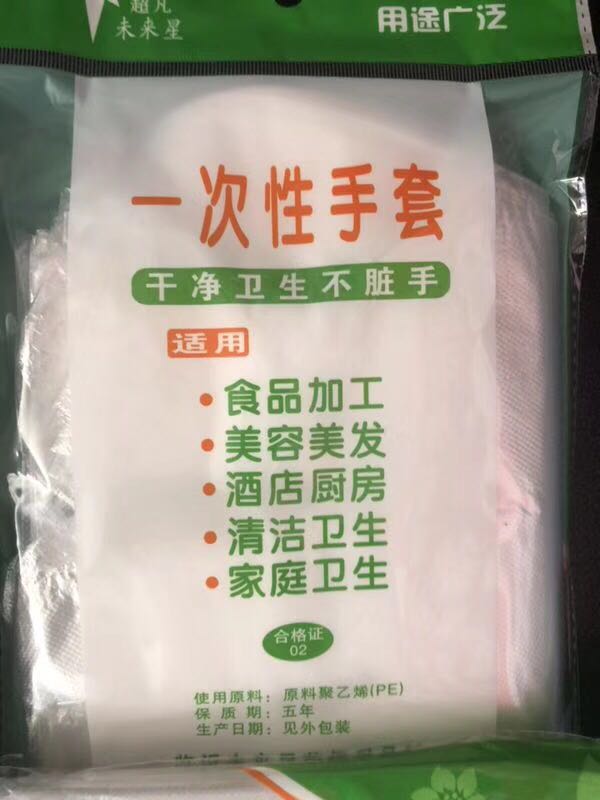 超凡
未来星
用途广泛
一次性手套
干净卫生不脏手
适用
·食品加工
·美容美发
·酒店厨房
·清洁卫生
·家庭卫生
合格证
02
使用原料：原料聚乙烯(PE)
保质期：五年
生产日期：见外包装